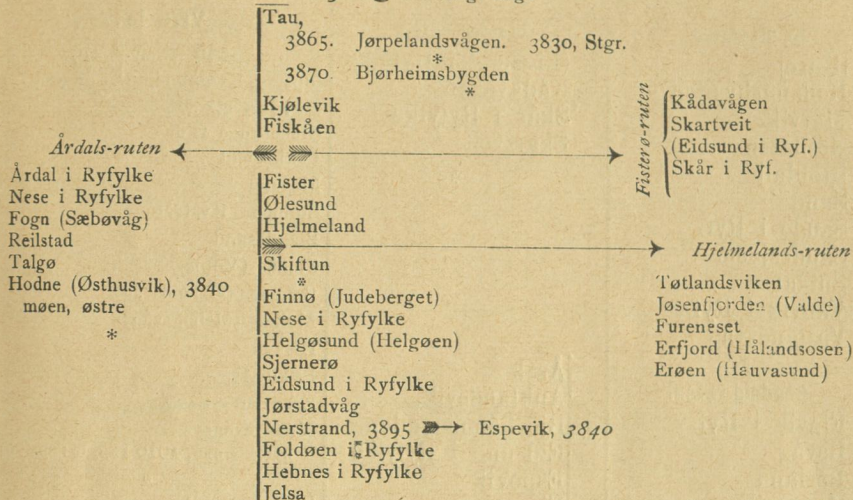 Tau,
3865. Jørpelandsvågen. 3830, Stgr.
*
3870. Bjørheimsbygden
*
Kjølevik
Fiskåen
Årdals-ruten
Årdal i Ryfylke
Nese i Ryfylke
Fogn (Sæbøvåg)
Reilstad
Talgø
Hodne (Østhusvik), 3840
møen, østre
*
Fisterø-ruten
Kådavågen
Skartveit
(Eidsund i Ryf.)
Skår i Ryf.
Fister
Ølesund
Hjelmeland
Hjelmelands-ruten
Tøtlandsviken
Jøsenfjorden (Valde)
Fureneset
Erfjord (Hålandsosen)
Erøen (Hauvasund)
Skiftun
*
Finnø (Judeberget)
Nese i Ryfylke
Helgøsund (Helgøen)
Sjernerø
Eidsund i Ryfylke
Jørstadvåg
Nerstrand, 3895 Espevik, 3840
Foldøen i Ryfylke
Hebnes i Ryfylke
Jelsa